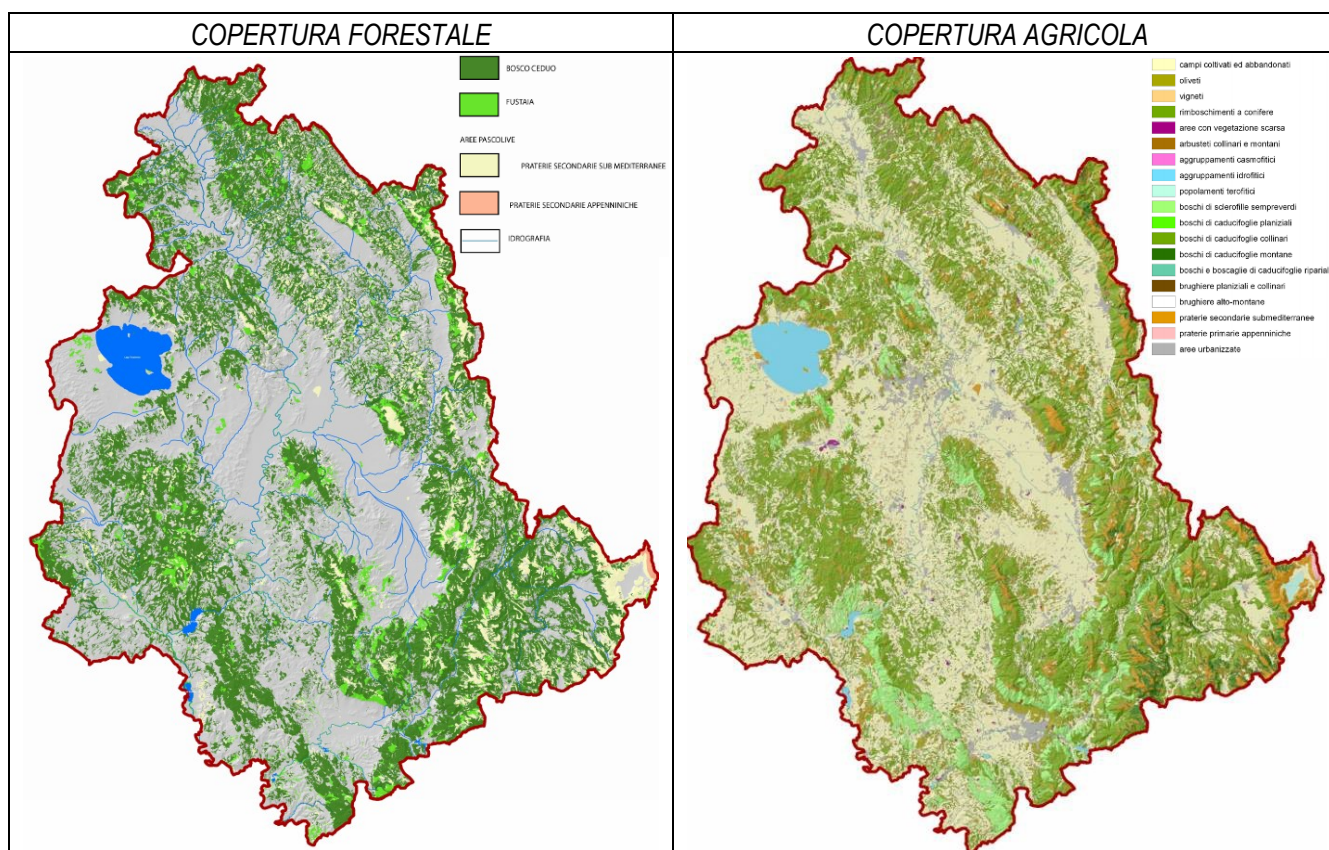 COPERTURA FORESTALE
COPERTURA AGRICOLA
BOSCO CEDUO
FUSTAIA
AREE PASCOLIVE
PRATERIE SECONDARIE SUB MEDITERRANEE
PRATERIE SECONDARIE APPENNINICHE
IDROGRAFIA
campi coltivati ed abbandonati
oliveti
vigneti
rimboschimenti a conifere
aree con vegetazione scarsa
arbusteti collinari e montani
aggruppamenti casmofitici
aggruppamenti idrofitici
popolamenti terofitici
boschi di sclerofille sempreverdi
boschi di caducifoglie planiziali
boschi di caducifoglie collinari
boschi di caducifoglie montane
boschi e boscaglie di caducifoglie ripariali
brughiere planiziali e collinari
brughiere alto-montane
praterie secondarie submediterranee
praterie primarie appenniniche
aree urbanizzate